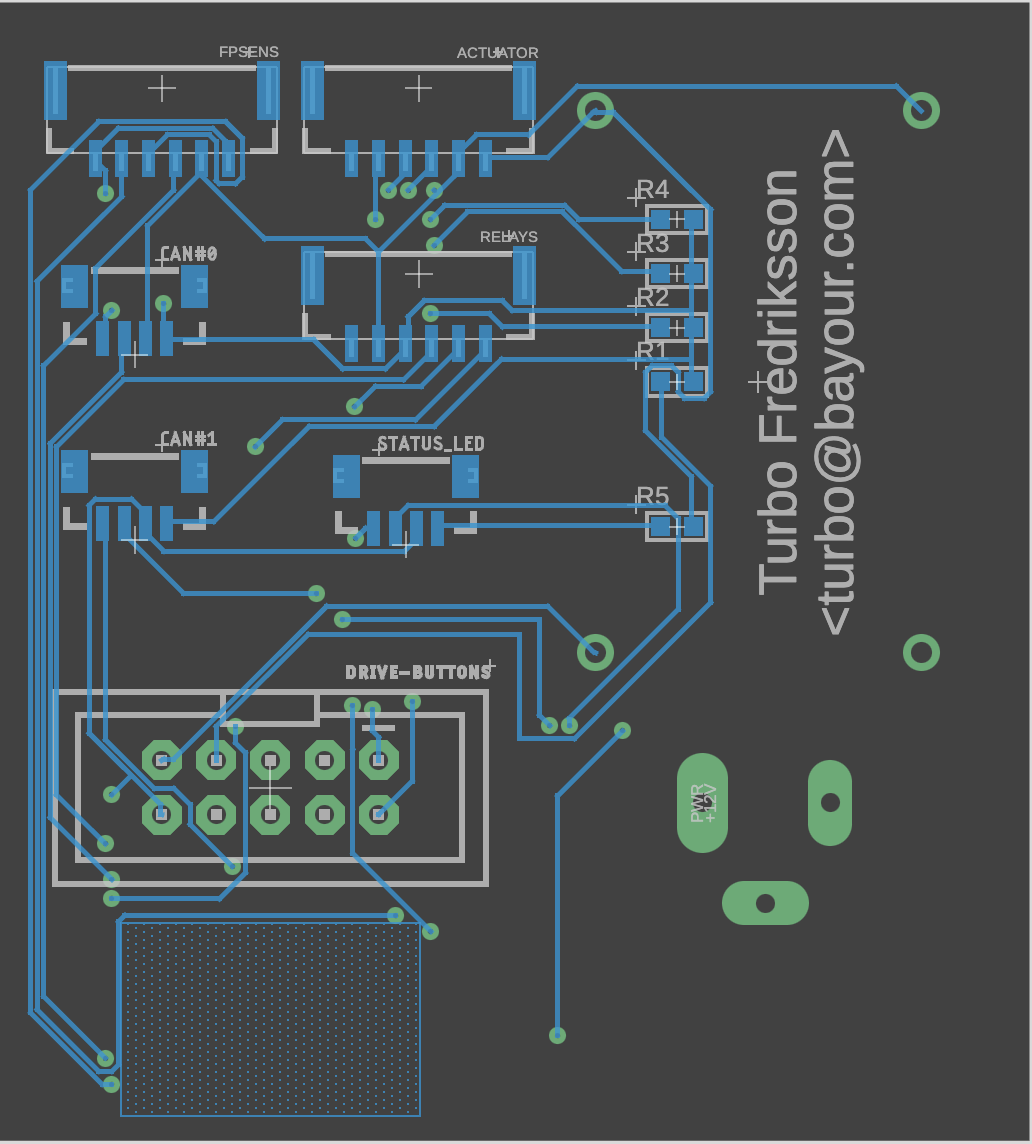 FPSENS
ACTUATOR
R4
RELAYS
R3
CAN#0
R2
R1
CAN#1
STATUS_LED
R5
Turbo Fredriksson
<turbo@bayour.com>
DRIVE-BUTTONS
PWR
+12V